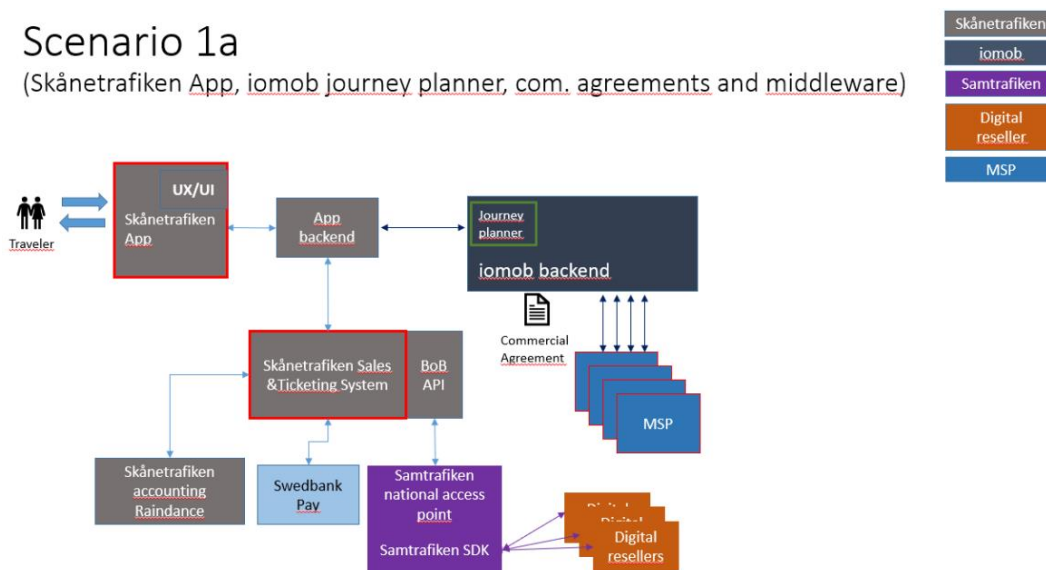 Scenario 1a
(Skånetrafiken App, iomob journey planner, com. agreements and middleware)
Skånetrafiken
iomob
Samtrafiken
Digital
reseller
MSP
Traveler
UX/UI
Skånetrafiken
App
App
backend
Journey
planner
iomob backend
Commercial
Agreement
MSP
Skånetrafiken Sales
&Ticketing System
BoB
API
Skånetrafiken
accounting
Raindance
Swedbank
Pay
Samtrafiken
national access
point
Samtrafiken SDK
Digital
Digital
Digital
resellers